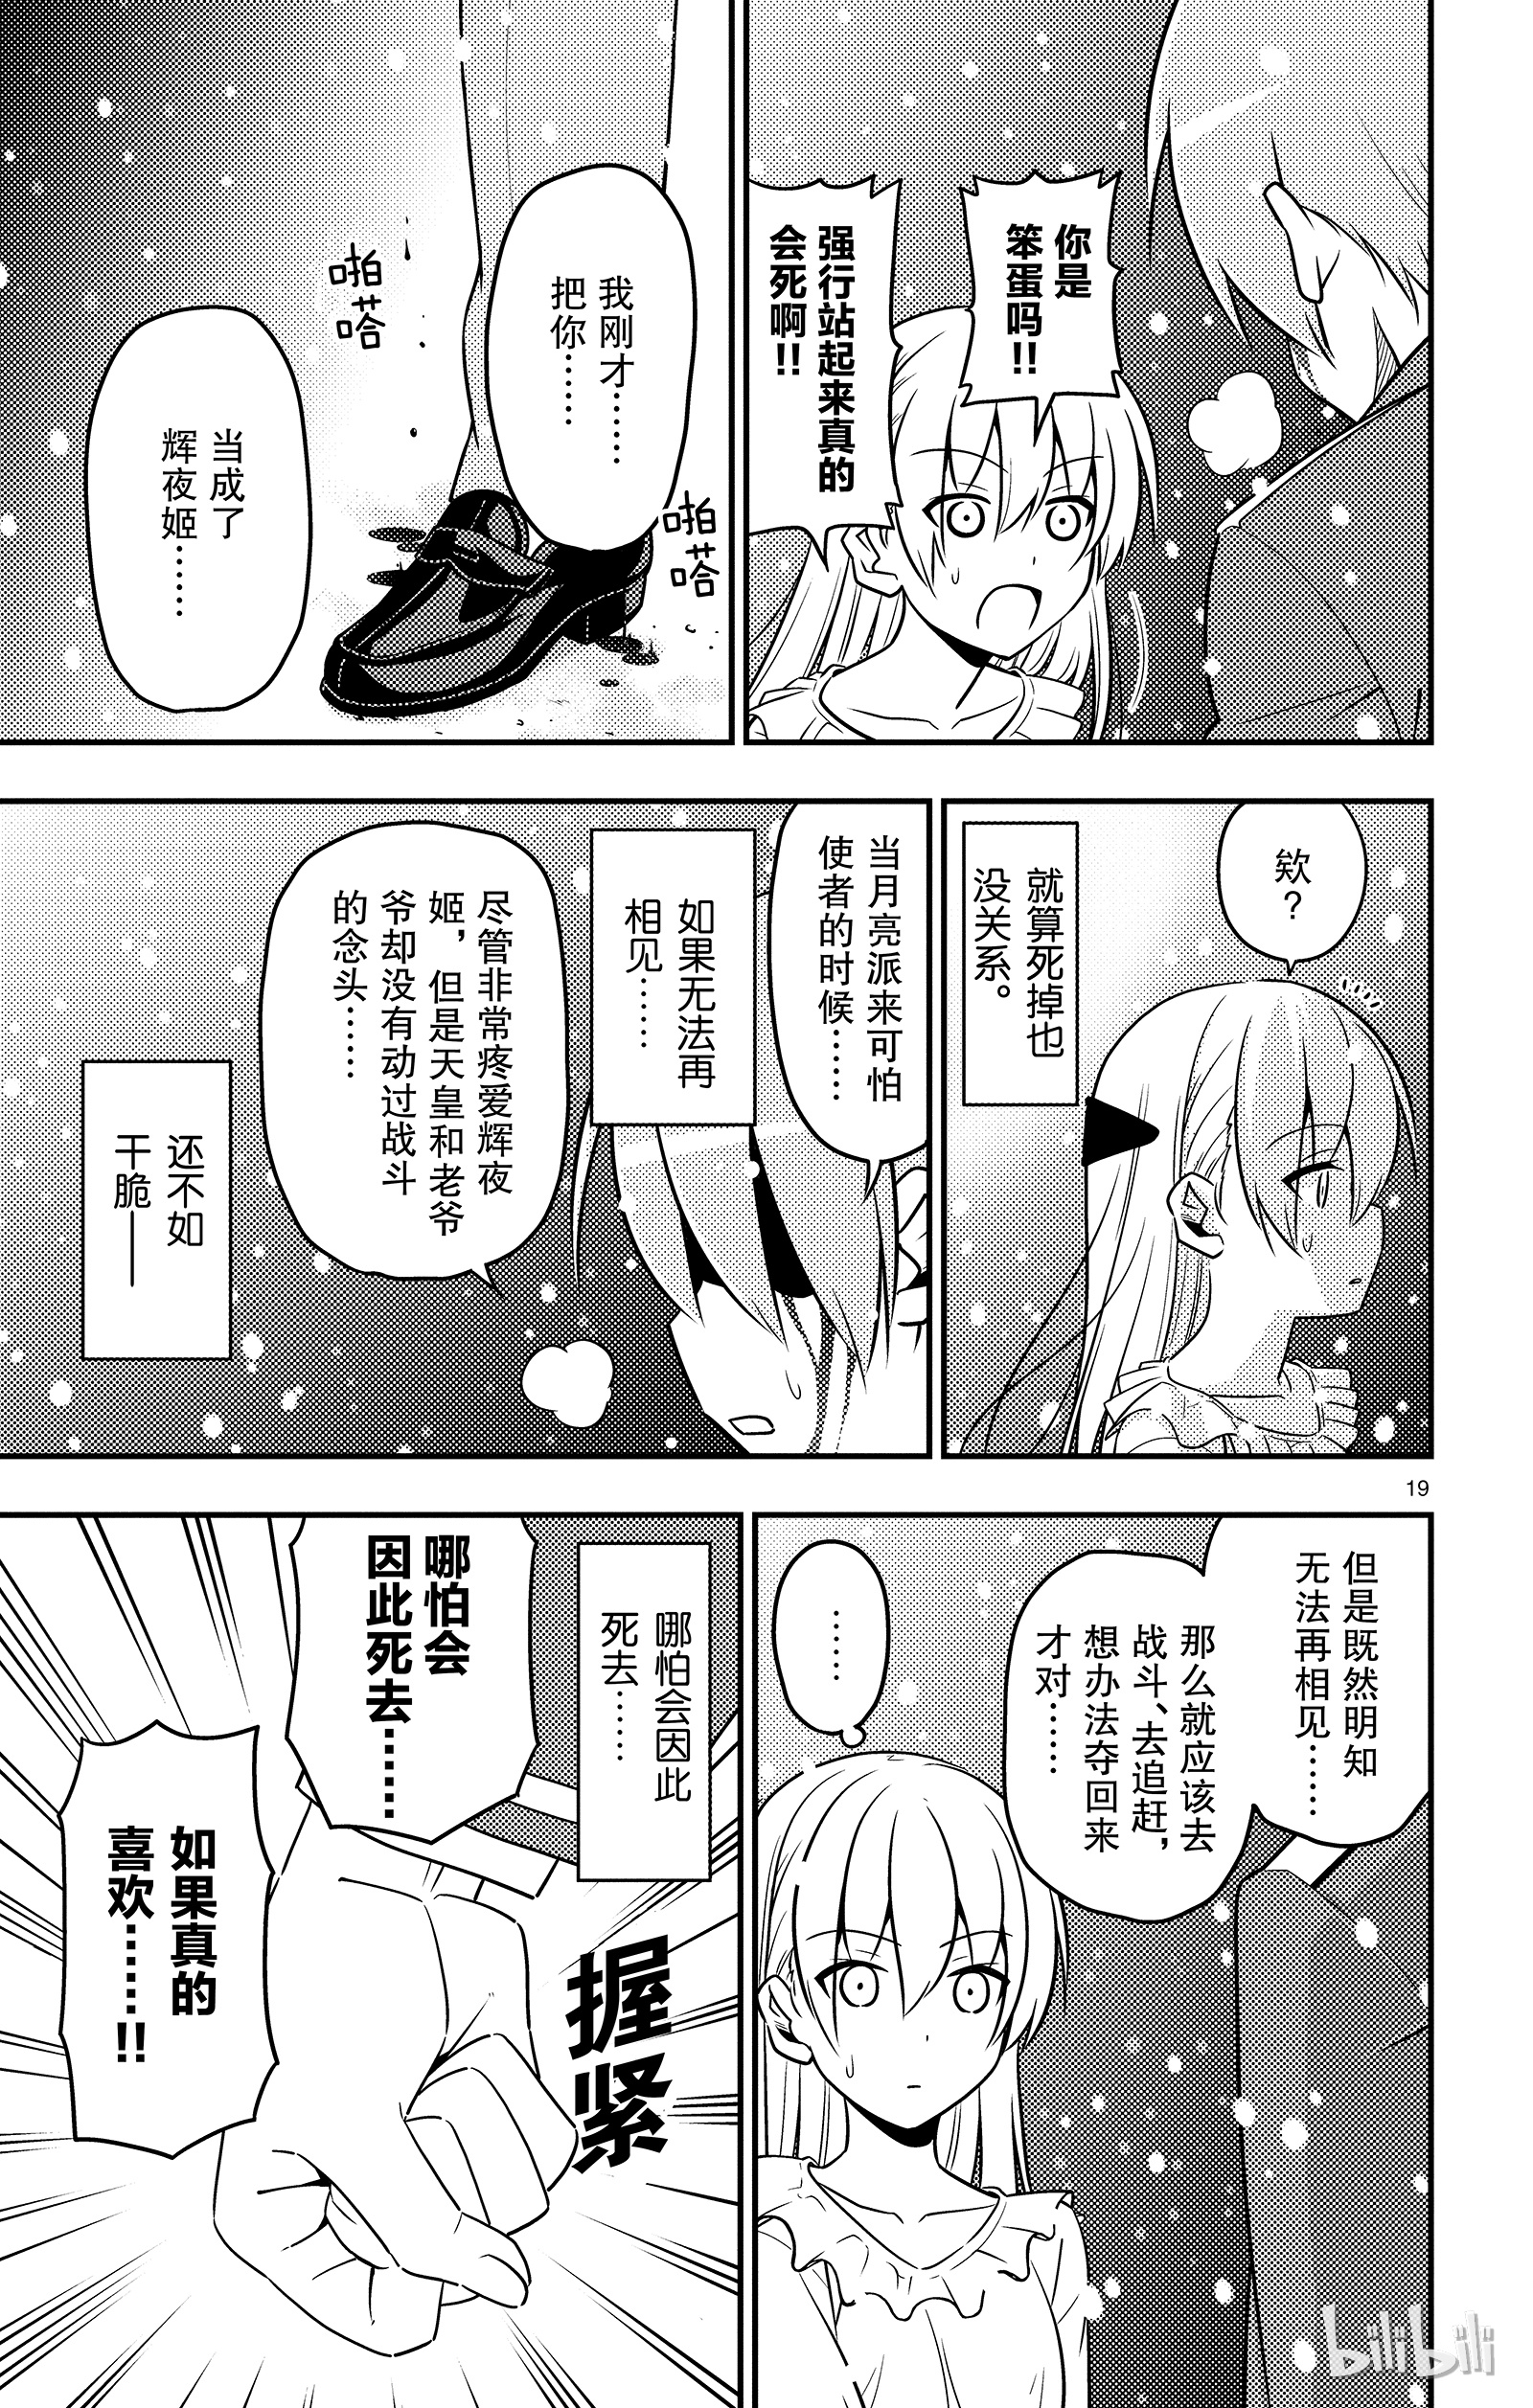 你是
笨蛋吗!!
强行站起来真的
会死啊!!
我刚才……
把你……
啪嗒
啪嗒
当成了
辉夜姬……
欸?
就算死掉也
没关系。
当月亮派来可怕
使者的时候……
如果无法再
相见……
尽管非常疼爱辉夜
姬，但是天皇和老爷
爷却没有动过战斗
的念头……
还不如
干脆——
19
但是既然明知
无法再相见……
那么就应该去
战斗、去追赶，
想办法夺回来
才对……
……
哪怕会因此
死去……
哪怕会
因此死去……
握紧
如果真的
喜欢……!!
bilibili